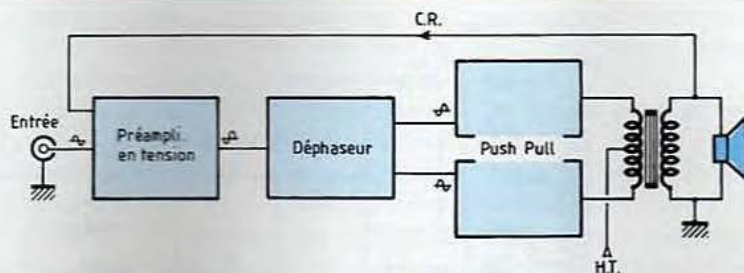 C.R.
Entrée
Préampli.
en tension
Déphaseur
Push Pull
H.T.